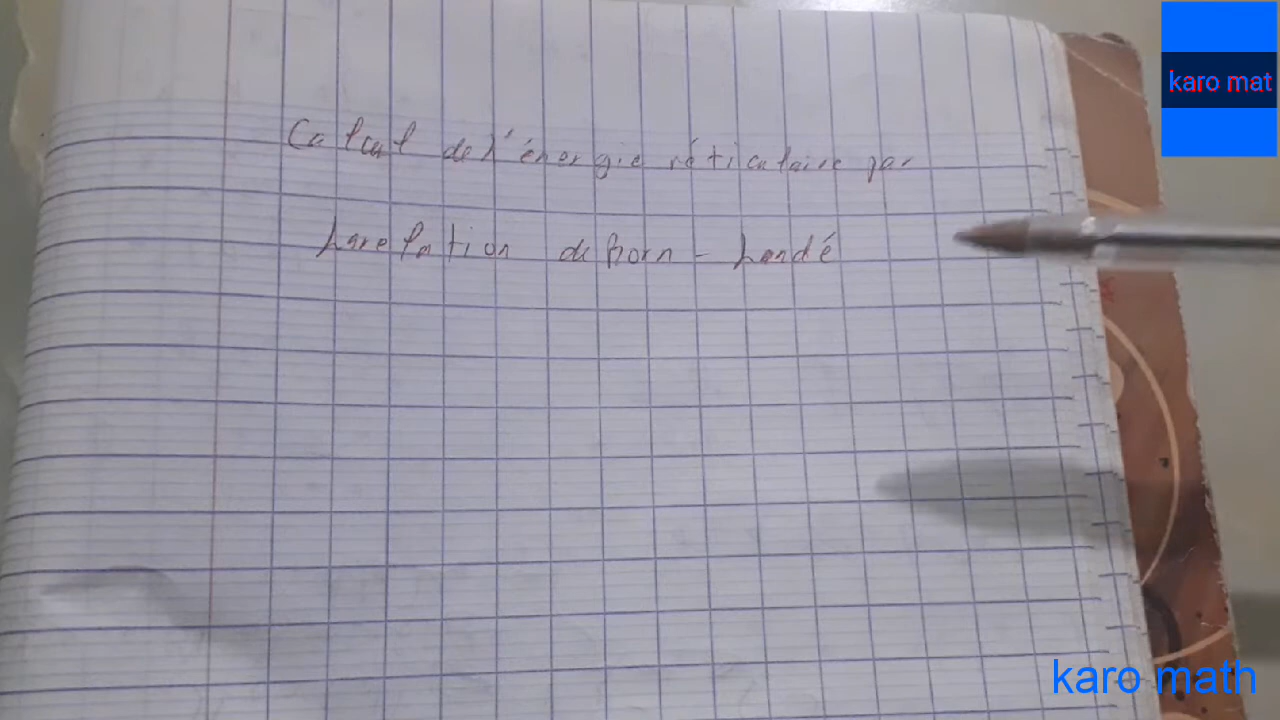 karo mat
Calcul de l'énergie réticulaire par
la relation de Born - Landé
karo math